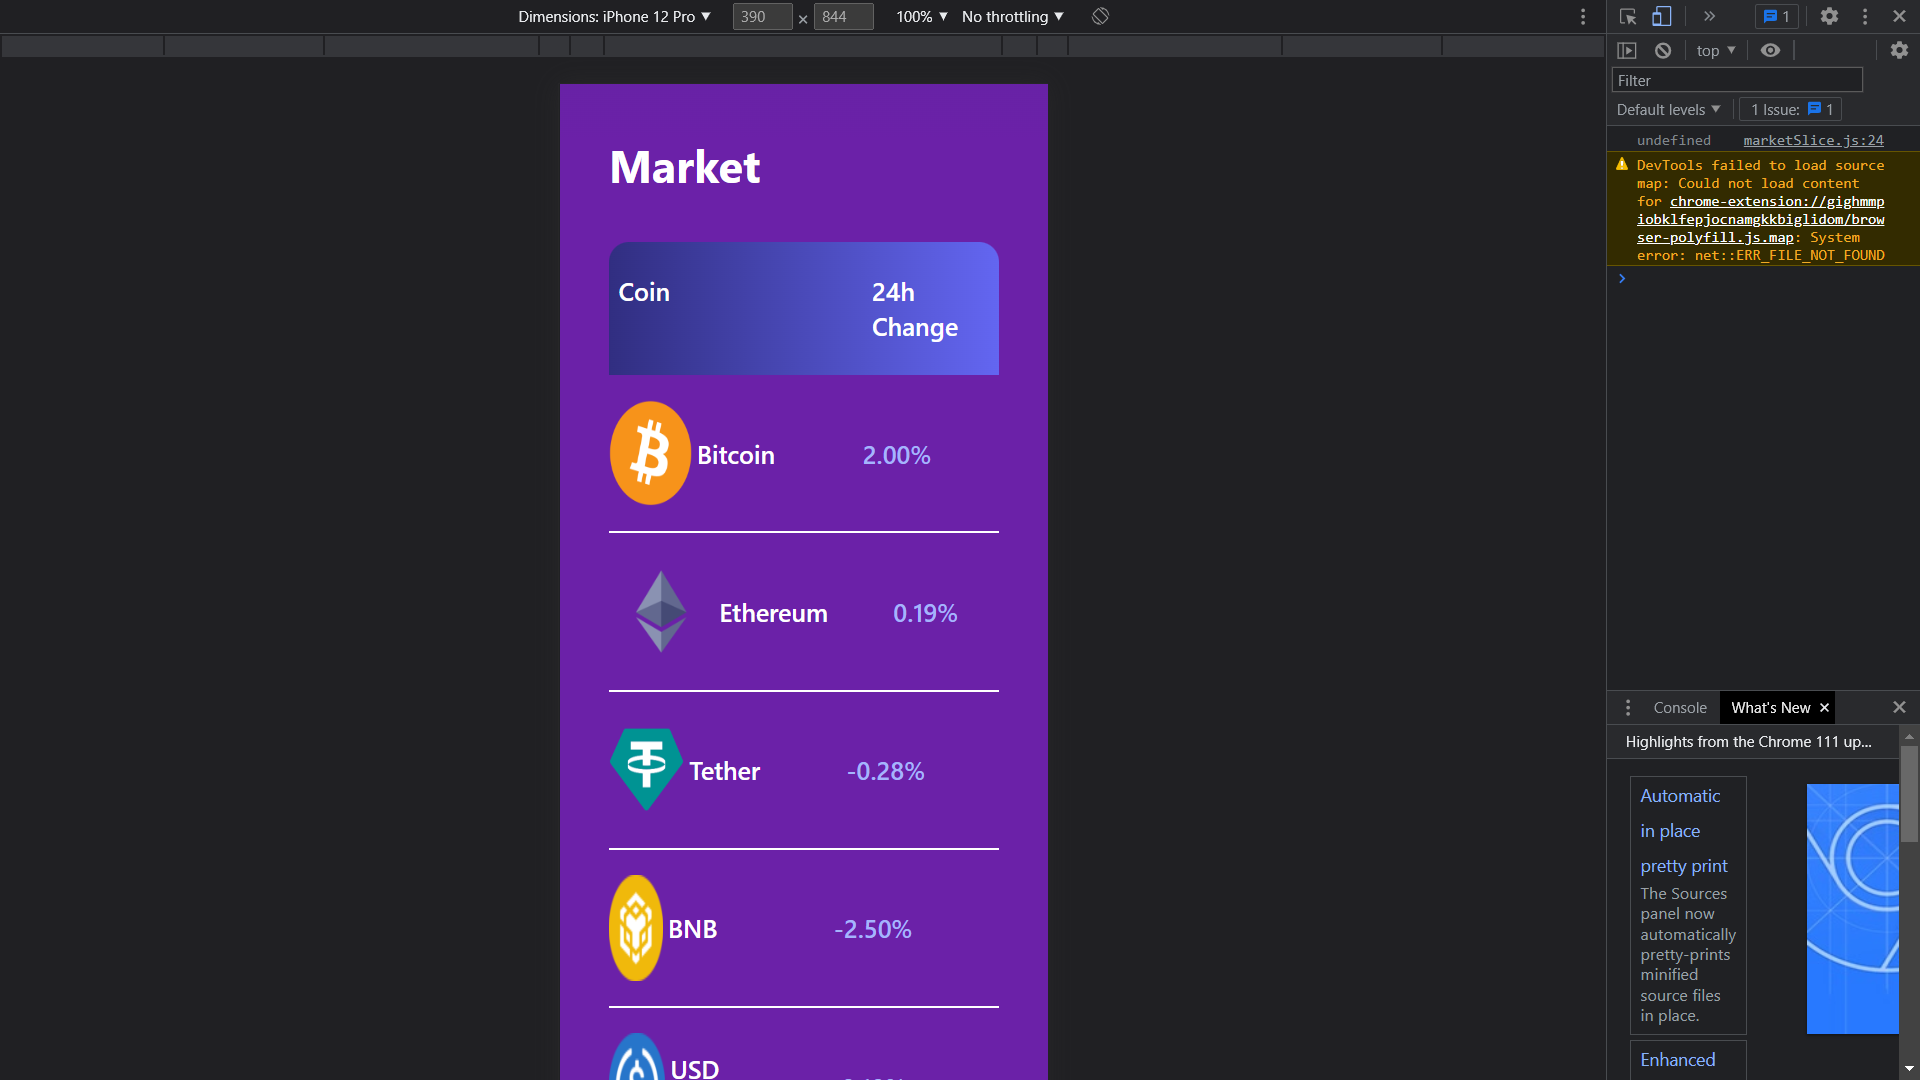 Dimensions: iPhone 12 Pro ▼ 390 × 844 100% ▼ No throttling ▼
1
top ▼
Filter
Default levels ▼ 1 Issue: 1
undefined marketSlice.js:24
DevTools failed to load source
map: Could not load content
for chrome-extension://gighmmp
iobklfepjocnamgkkbiglidom/brow
ser-polyfill.js.map: System
error: net::ERR_FILE_NOT_FOUND
Market
Coin
24h
Change
Bitcoin 2.00%
Ethereum 0.19%
Tether -0.28%
BNB -2.50%
USD
Console What's New ×
Highlights from the Chrome 111 up...
Automatic
in place
pretty print
The Sources
panel now
automatically
pretty-prints
minified
source files
in place.
Enhanced